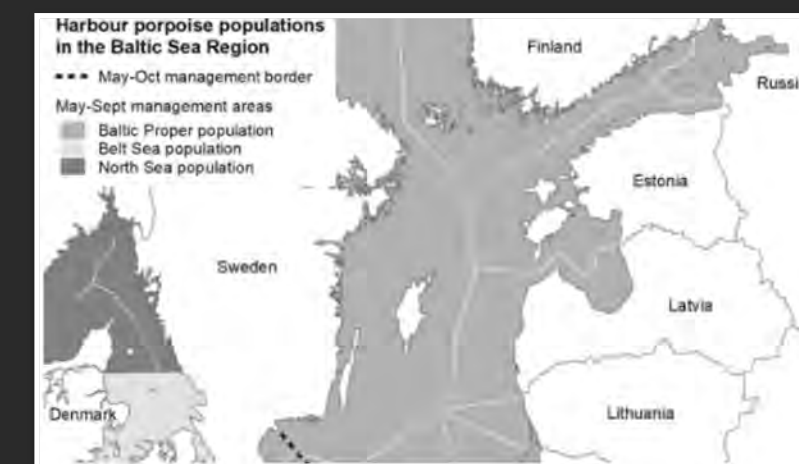 Harbour porpoise populations
in the Baltic Sea Region
May-Oct management border
May-Sept management areas
Baltic Proper population
Belt Sea population
North Sea population
Finland
Russi
Estonia
Sweden
Latvia
Denmark
Lithuania